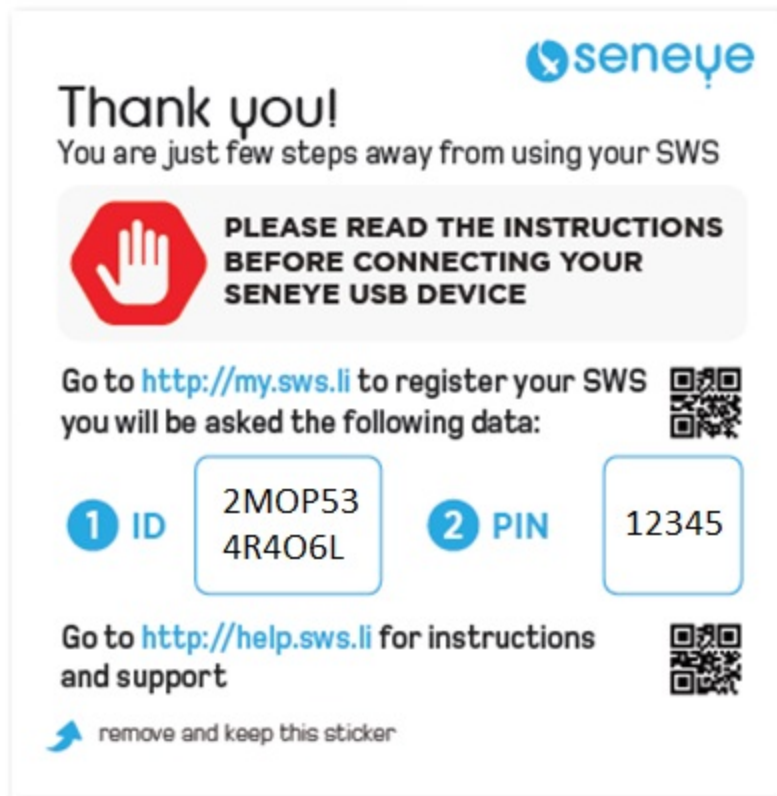 seneye
Thank you!
You are just few steps away from using your SWS
PLEASE READ THE INSTRUCTIONS
BEFORE CONNECTING YOUR
SENEYE USB DEVICE
Go to http://my.sws.li to register your SWS
you will be asked the following data:
1 ID
2MOP53
4R4O6L
2 PIN
12345
Go to http://help.sws.li for instructions
and support
remove and keep this sticker